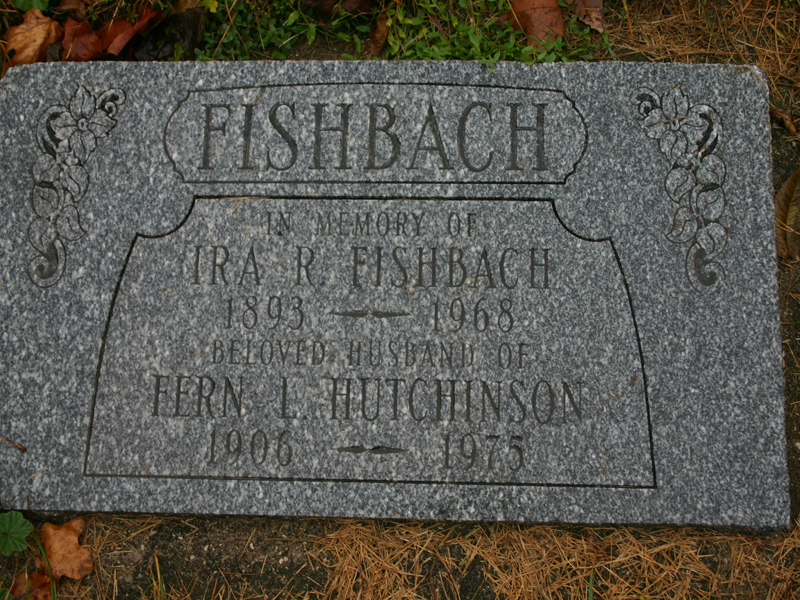 FISHBACH
IN MEMORY OF
IRA R. FISHBACH
1893 1968
BELOVED HUSBAND OF
FERN L. HUTCHINSON
1906 1975